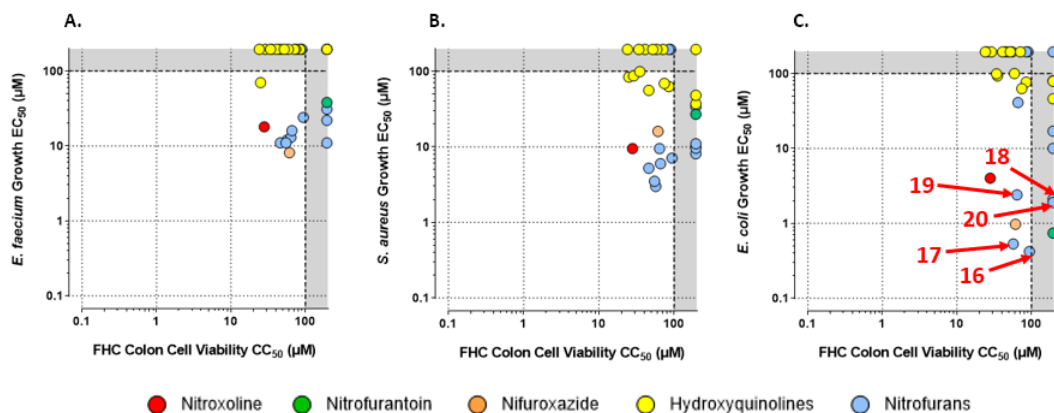 A.
E. faecium Growth EC50 (µM)
100
10
1
0.1
0.1
1
10
100
FHC Colon Cell Viability CC50 (µM)
B.
S. aureus Growth EC50 (µM)
100
10
1
0.1
0.1
1
10
100
FHC Colon Cell Viability CC50 (µM)
C.
E. coli Growth EC50 (µM)
100
10
1
0.1
0.1
1
10
100
FHC Colon Cell Viability CC50 (µM)
18
19
20
17
16
Nitroxoline
Nitrofurantoin
Nifuroxazide
Hydroxyquinolines
Nitrofurans